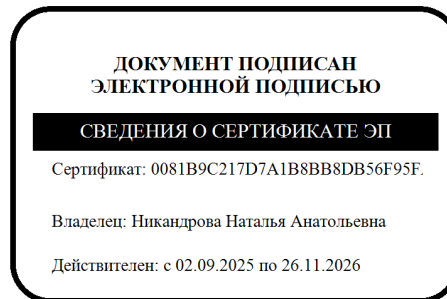 ДОКУМЕНТ ПОДПИСАН
ЭЛЕКТРОННОЙ ПОДПИСЬЮ
СВЕДЕНИЯ О СЕРТИФИКАТЕ ЭП
Сертификат: 0081B9C217D7A1B8BB8DB56F95F.
Владелец: Никандрова Наталья Анатольевна
Действителен: с 02.09.2025 по 26.11.2026